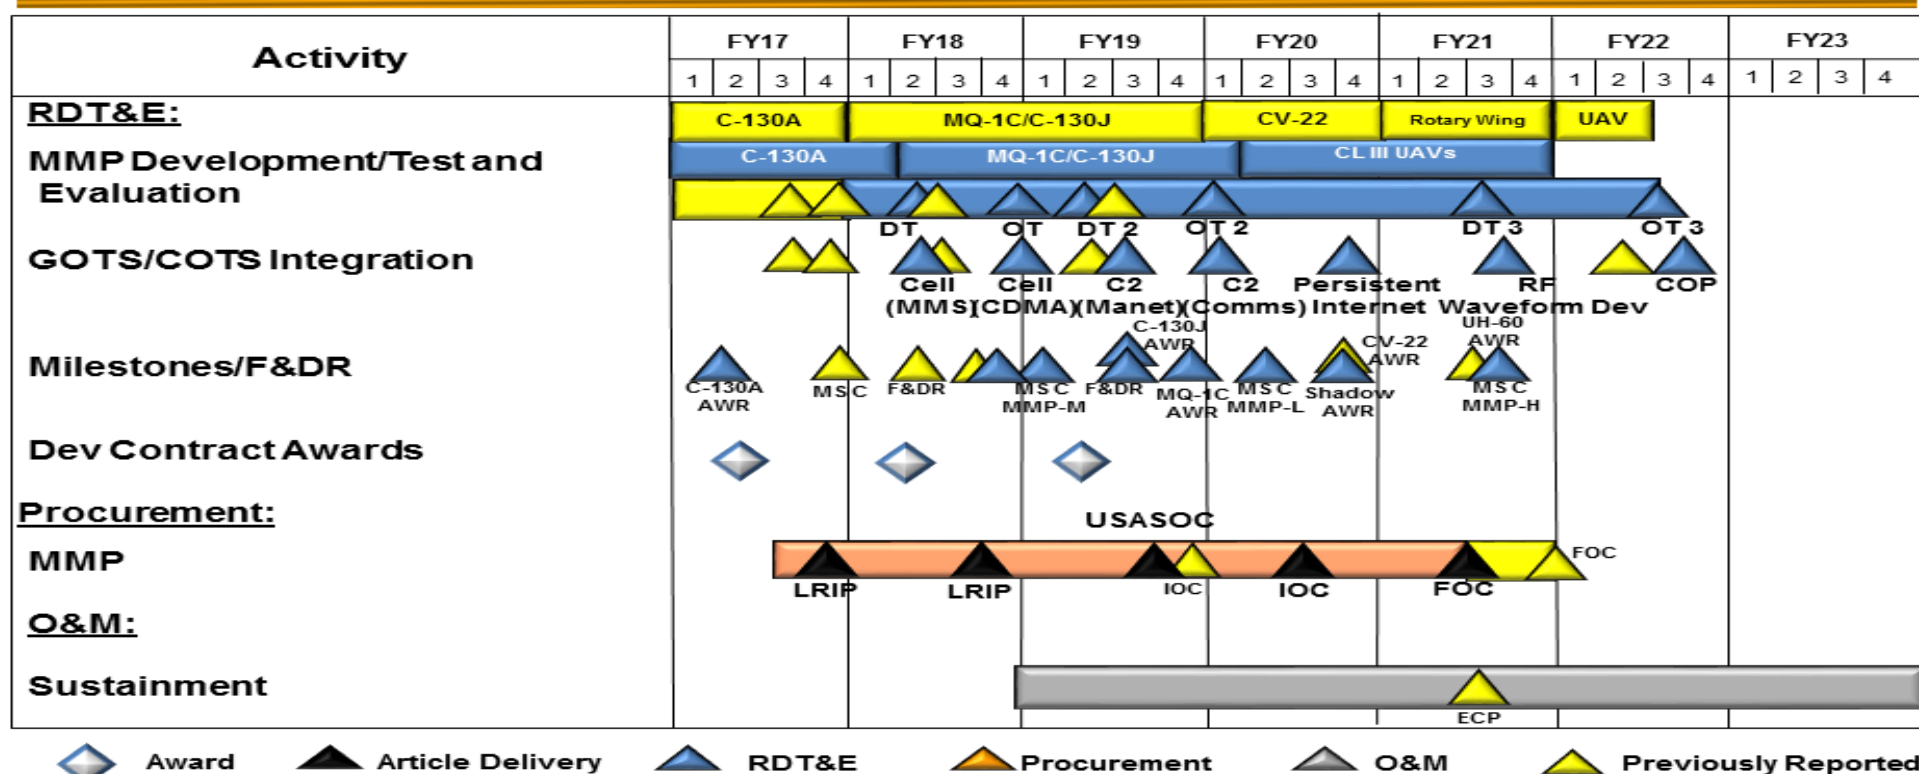 Activity
FY17 FY18 FY19 FY20 FY21 FY22 FY23
1 2 3 4 1 2 3 4 1 2 3 4 1 2 3 4 1 2 3 4 1 2 3 4 1 2 3 4
RDT&E:
C-130A MQ-1C/C-130J CV-22 Rotary Wing UAV
MMP Development/Test and
Evaluation
C-130A MQ-1C/C-130J CL III UAVs
DT OT DT 2 OT 2 DT 3 OT 3
GOTS/COTS Integration
Cell Cell C2 C2 Persistent RF COP
(MMS)(CDMA)(Manet)(Comms) Internet Waveform Dev
Milestones/F&DR
C-130J
AWR
CV-22
AWR
UH-60
AWR
C-130A
AWR
MSC
F&DR
MSC
MMP-M
F&DR
MQ-1C
AWR
MSC
MMP-L
Shadow
AWR
MSC
MMP-H
Dev Contract Awards
Procurement:
USASOC
MMP
FOC
LRIP LRIP IOC IOC FOC
O&M:
Sustainment
ECP
Award Article Delivery RDT&E Procurement O&M Previously Reported